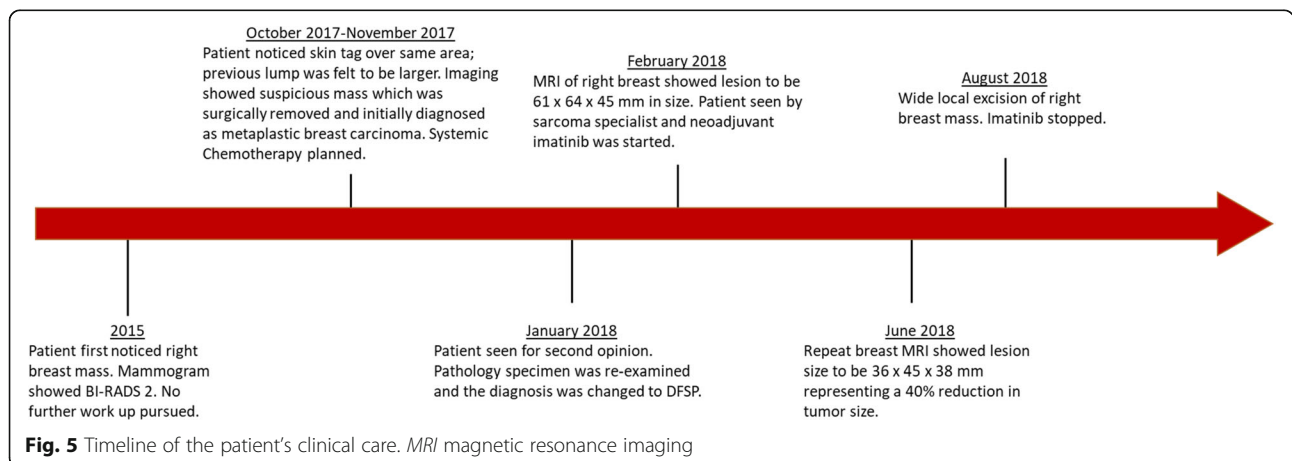 October 2017-November 2017
Patient noticed skin tag over same area;
previous lump was felt to be larger. Imaging
showed suspicious mass which was
surgically removed and initially diagnosed
as metaplastic breast carcinoma. Systemic
Chemotherapy planned.
February 2018
MRI of right breast showed lesion to be
61 x 64 x 45 mm in size. Patient seen by
sarcoma specialist and neoadjuvant
imatinib was started.
August 2018
Wide local excision of right
breast mass. Imatinib stopped.
2015
Patient first noticed right
breast mass. Mammogram
showed BI-RADS 2. No
further work up pursued.
January 2018
Patient seen for second opinion.
Pathology specimen was re-examined
and the diagnosis was changed to DFSP.
June 2018
Repeat breast MRI showed lesion
size to be 36 x 45 x 38 mm
representing a 40% reduction in
tumor size.
Fig. 5 Timeline of the patient's clinical care. MRI magnetic resonance imaging